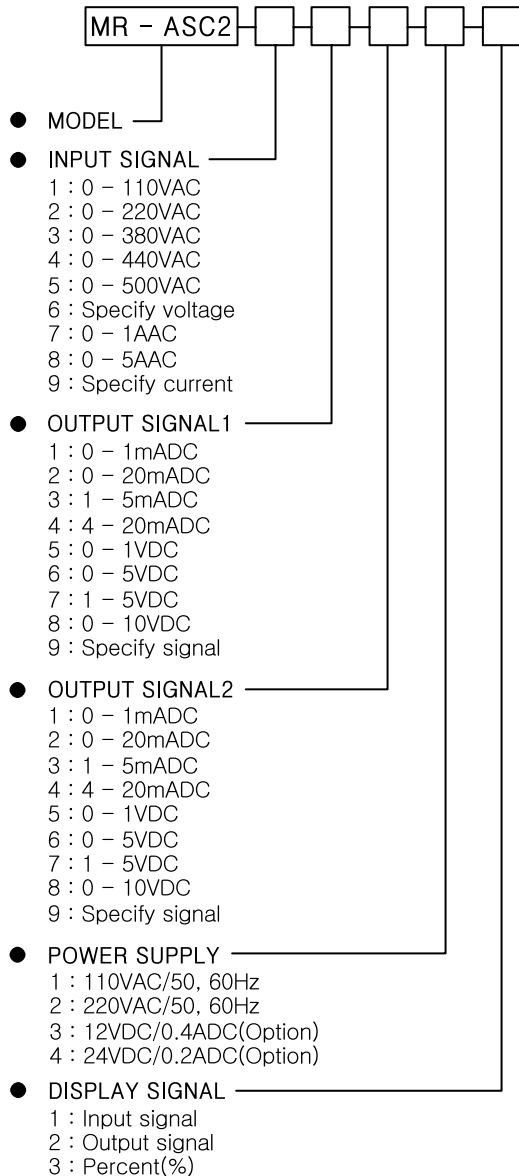 MR - ASC2
● MODEL
● INPUT SIGNAL
1 : 0 - 110VAC
2 : 0 - 220VAC
3 : 0 - 380VAC
4 : 0 - 440VAC
5 : 0 - 500VAC
6 : Specify voltage
7 : 0 - 1AAC
8 : 0 - 5AAC
9 : Specify current
● OUTPUT SIGNAL1
1 : 0 - 1mADC
2 : 0 - 20mADC
3 : 1 - 5mADC
4 : 4 - 20mADC
5 : 0 - 1VDC
6 : 0 - 5VDC
7 : 1 - 5VDC
8 : 0 - 10VDC
9 : Specify signal
● OUTPUT SIGNAL2
1 : 0 - 1mADC
2 : 0 - 20mADC
3 : 1 - 5mADC
4 : 4 - 20mADC
5 : 0 - 1VDC
6 : 0 - 5VDC
7 : 1 - 5VDC
8 : 0 - 10VDC
9 : Specify signal
● POWER SUPPLY
1 : 110VAC/50, 60Hz
2 : 220VAC/50, 60Hz
3 : 12VDC/0.4ADC(Option)
4 : 24VDC/0.2ADC(Option)
● DISPLAY SIGNAL
1 : Input signal
2 : Output signal
3 : Percent(%)